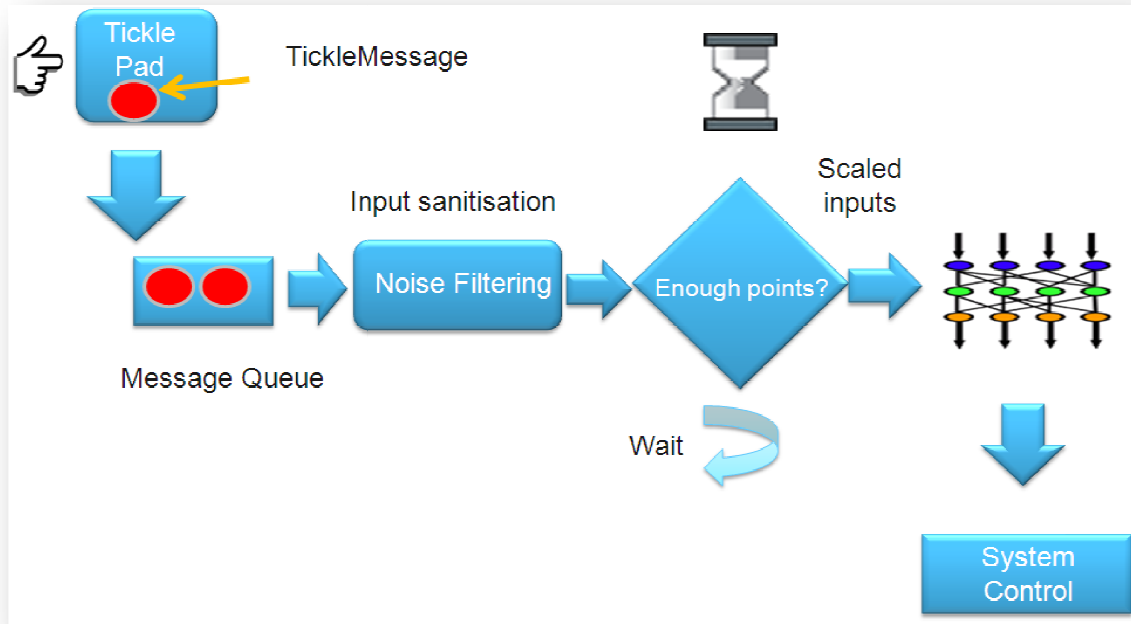 Tickle
Pad
TickleMessage
Scaled
inputs
Input sanitisation
Noise Filtering
Enough points?
Message Queue
Wait
System
Control